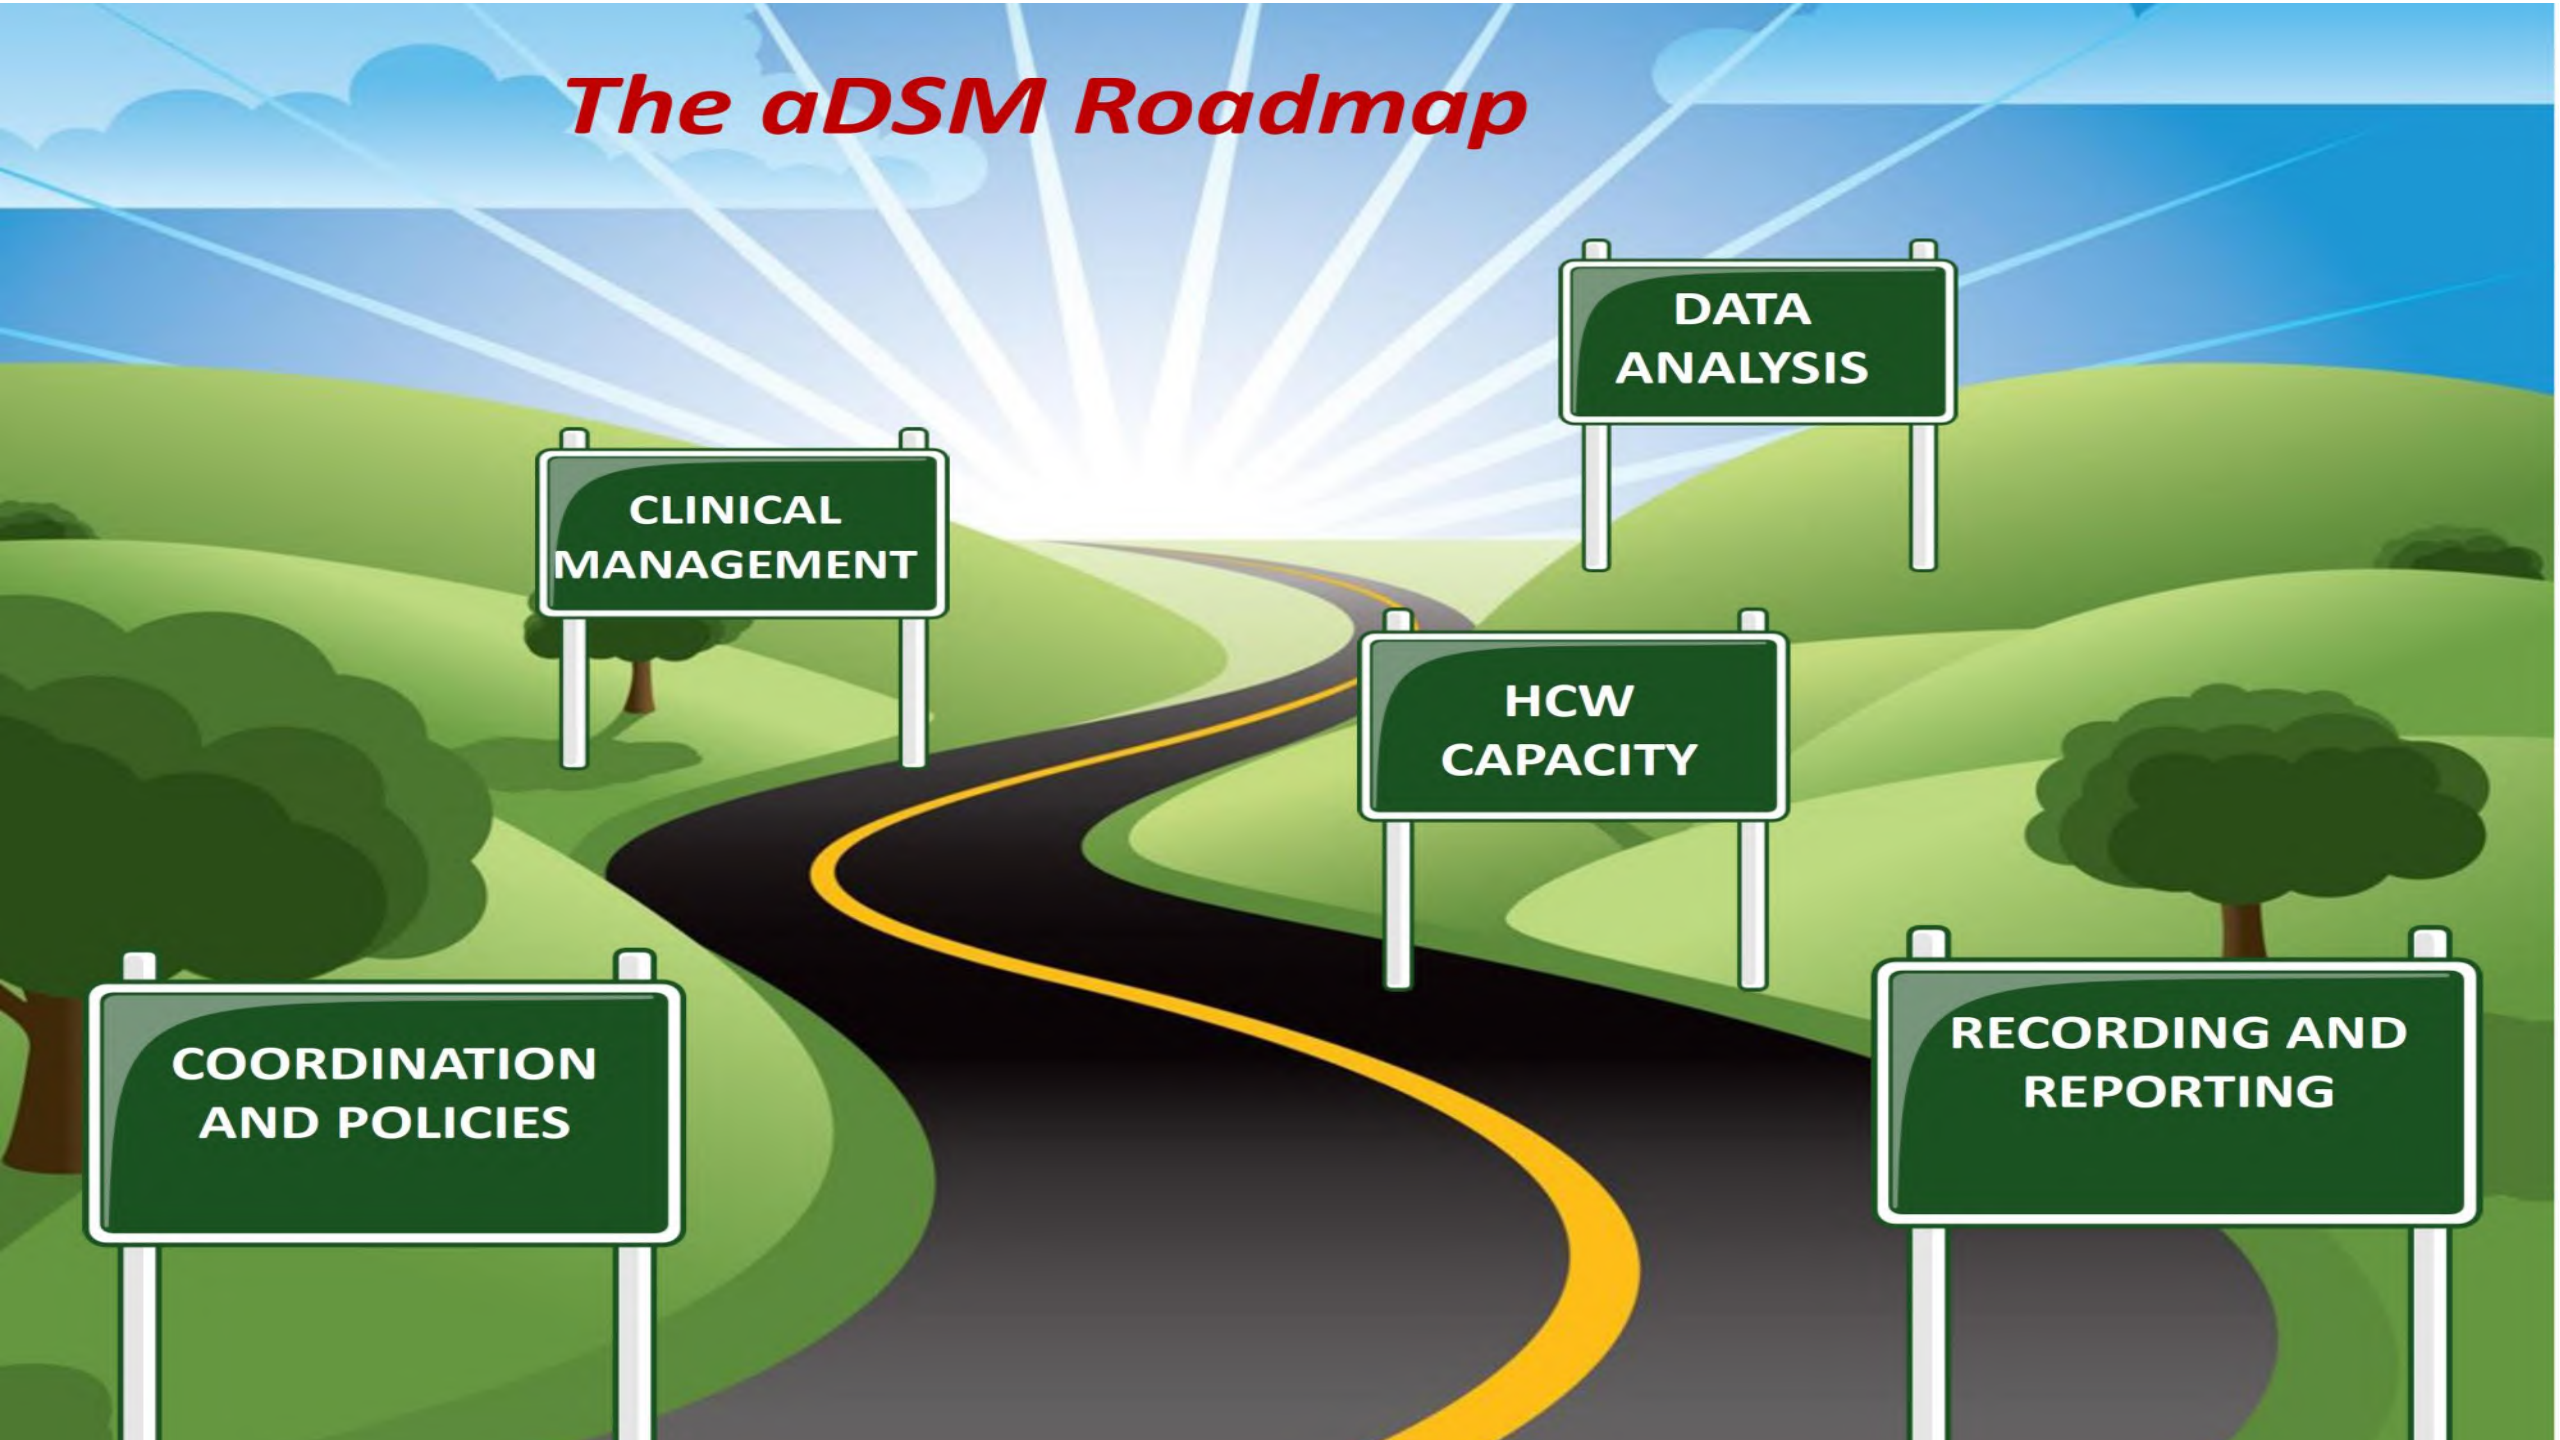 The aDSM Roadmap
DATA
ANALYSIS
CLINICAL
MANAGEMENT
HCW
CAPACITY
COORDINATION
AND POLICIES
RECORDING AND
REPORTING